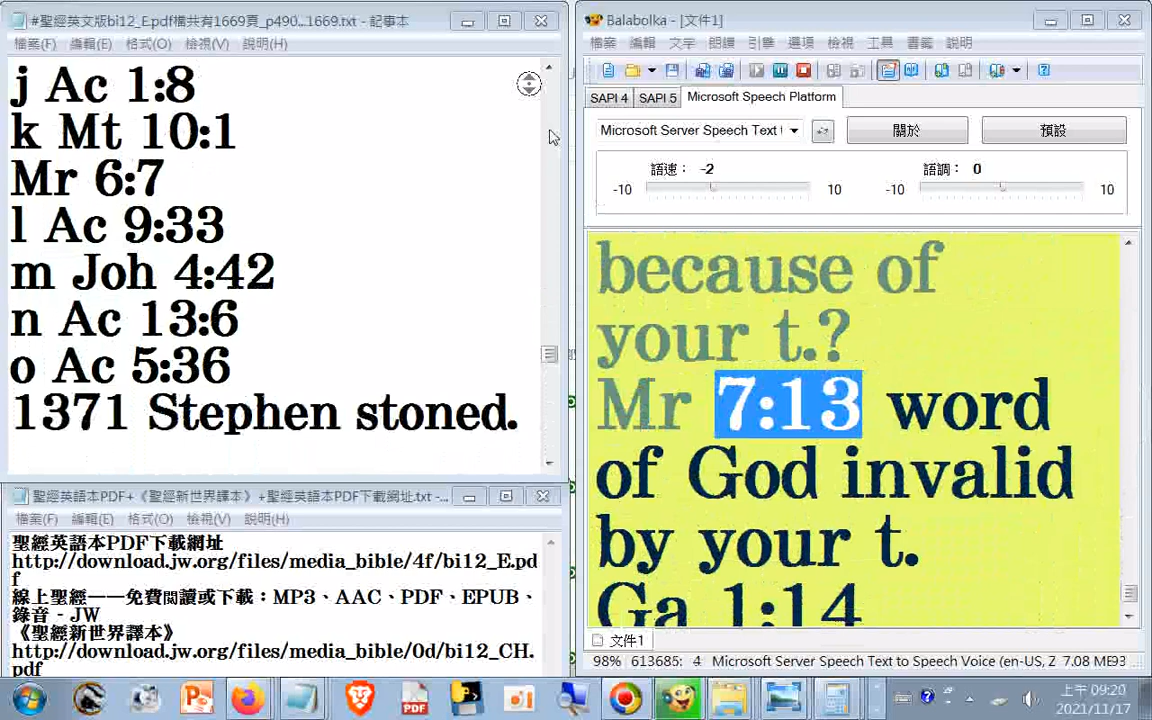 #聖經英文版bi12_E.pdf檔共有1669頁_p490...1669.txt - 記事本
檔案(F) 編輯(E) 格式(O) 檢視(V) 說明(H)
j Ac 1:8
k Mt 10:1
Mr 6:7
l Ac 9:33
m Joh 4:42
n Ac 13:6
o Ac 5:36
1371 Stephen stoned.
聖經英語本PDF+《聖經新世界譯本》+聖經英語本PDF下載網址.txt - ...
檔案(F) 編輯(E) 格式(O) 檢視(V) 說明(H)
聖經英語本PDF下載網址
http://download.jw.org/files/media_bible/4f/bi12_E.pd
f
線上聖經——免費閱讀或下載：MP3、AAC、PDF、EPUB、
錄音 - JW
《聖經新世界譯本》
http://download.jw.org/files/media_bible/0d/bi12_CH.
pdf
Balabolka - [文件1]
檔案 編輯 文字 朗讀 引擎 選項 檢視 工具 書籤 說明
SAPI 4 SAPI 5 Microsoft Speech Platform
Microsoft Server Speech Text 關於 預設
語速： -2 語調： 0
-10 10 -10 10
because of
your t.?
Mr 7:13 word
of God invalid
by your t.
Ga 1:14
文件1
98% 613685: 4 Microsoft Server Speech Text to Speech Voice (en-US, Z 7.08 ME93
PDF
上午 09:20
2021/11/17